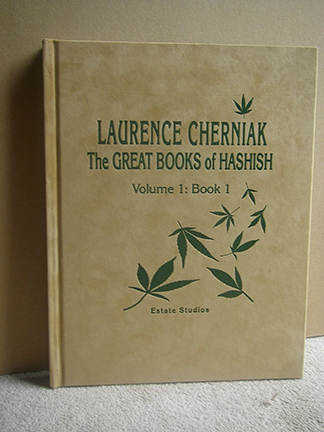 LAURENCE CHERNIAK
The GREAT BOOKS of HASHISH
Volume 1: Book 1
Estate Studios